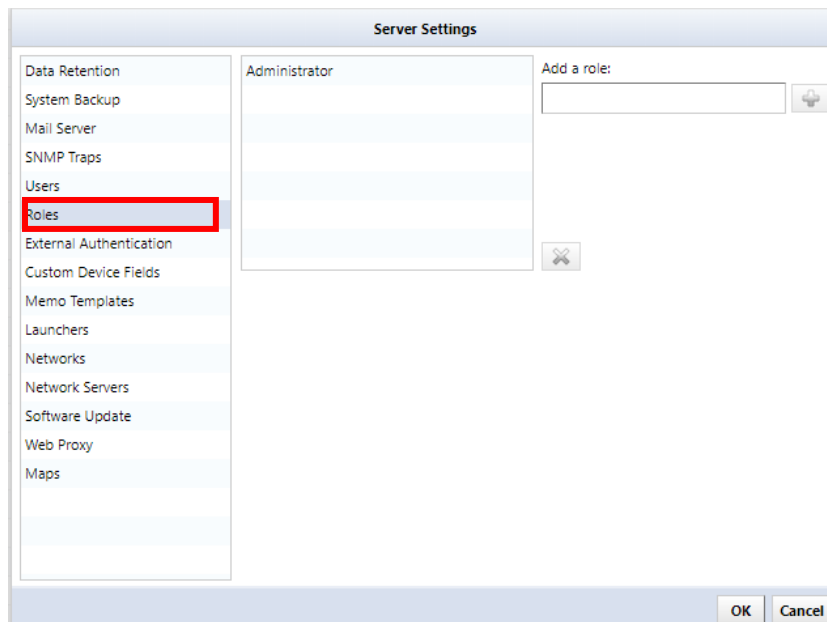 Server Settings
Data Retention
System Backup
Mail Server
SNMP Traps
Users
Roles
External Authentication
Custom Device Fields
Memo Templates
Launchers
Networks
Network Servers
Software Update
Web Proxy
Maps
Administrator
Add a role:
OK
Cancel